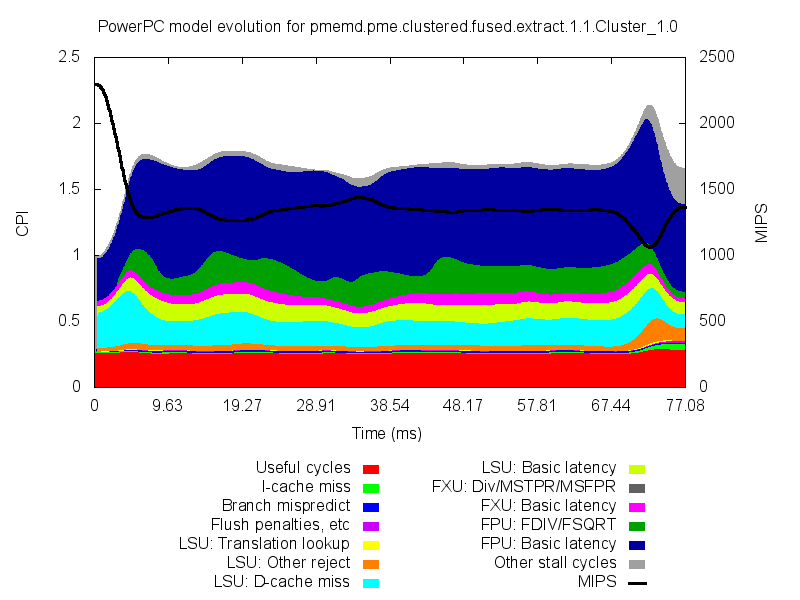 PowerPC model evolution for pmemd.pme.clustered.fused.extract.1.1.Cluster_1.0
2.5 2500
2 2000
1.5 1500
CPI MIPS
1 1000
0.5 500
0 0
0 9.63 19.27 28.91 38.54 48.17 57.81 67.44 77.08
Time (ms)
Useful cycles LSU: Basic latency
I-cache miss FXU: Div/MSTPR/MSFPR
Branch mispredict FXU: Basic latency
Flush penalties, etc FPU: FDIV/FSQRT
LSU: Translation lookup FPU: Basic latency
LSU: Other reject Other stall cycles
LSU: D-cache miss MIPS